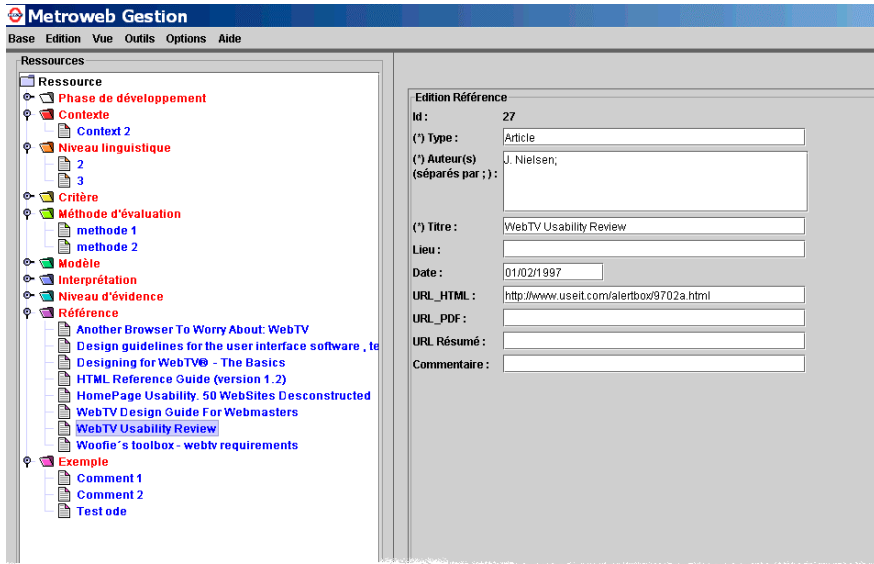 Metroweb Gestion
Base Edition Vue Outils Options Aide
Ressources
Ressource
Phase de développement
Contexte
Context 2
Niveau linguistique
2
3
Critère
Méthode d'évaluation
methode 1
methode 2
Modèle
Interprétation
Niveau d'évidence
Référence
Another Browser To Worry About: WebTV
Design guidelines for the user interface software , te
Designing for WebTV® - The Basics
HTML Reference Guide (version 1.2)
HomePage Usability. 50 WebSites Desconstructed
WebTV Design Guide For Webmasters
WebTV Usability Review
Woofie´s toolbox - webtv requirements
Exemple
Comment 1
Comment 2
Test ode
Edition Référence
Id : 27
(*) Type : Article
(*) Auteur(s) J. Nielsen;
(séparés par ; ) :
(*) Titre : WebTV Usability Review
Lieu :
Date : 01/02/1997
URL_HTML : http://www.useit.com/alertbox/9702a.html
URL_PDF :
URL Résumé :
Commentaire :